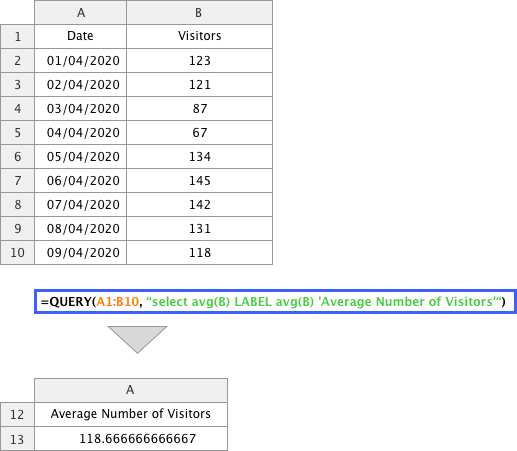 A B
1 Date Visitors
2 01/04/2020 123
3 02/04/2020 121
4 03/04/2020 87
5 04/04/2020 67
6 05/04/2020 134
7 06/04/2020 145
8 07/04/2020 142
9 08/04/2020 131
10 09/04/2020 118
=QUERY(A1:B10, “select avg(B) LABEL avg(B) 'Average Number of Visitors'“)
A
12 Average Number of Visitors
13 118.666666666667